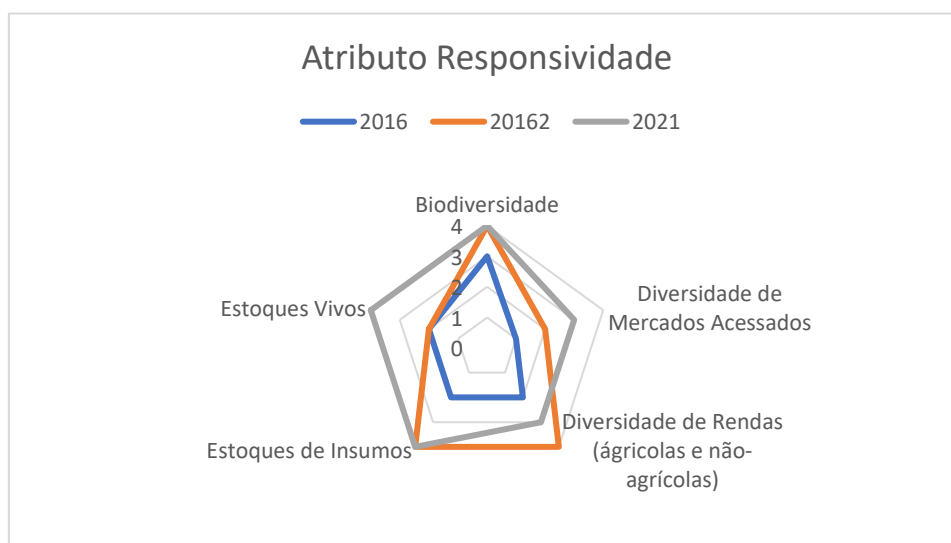 Atributo Responsividade
2016 20162 2021
Biodiversidade
4
3
2
1
0
Diversidade de
Mercados Acessados
Diversidade de Rendas
(ágricolas e não-
agrícolas)
Estoques de Insumos
Estoques Vivos